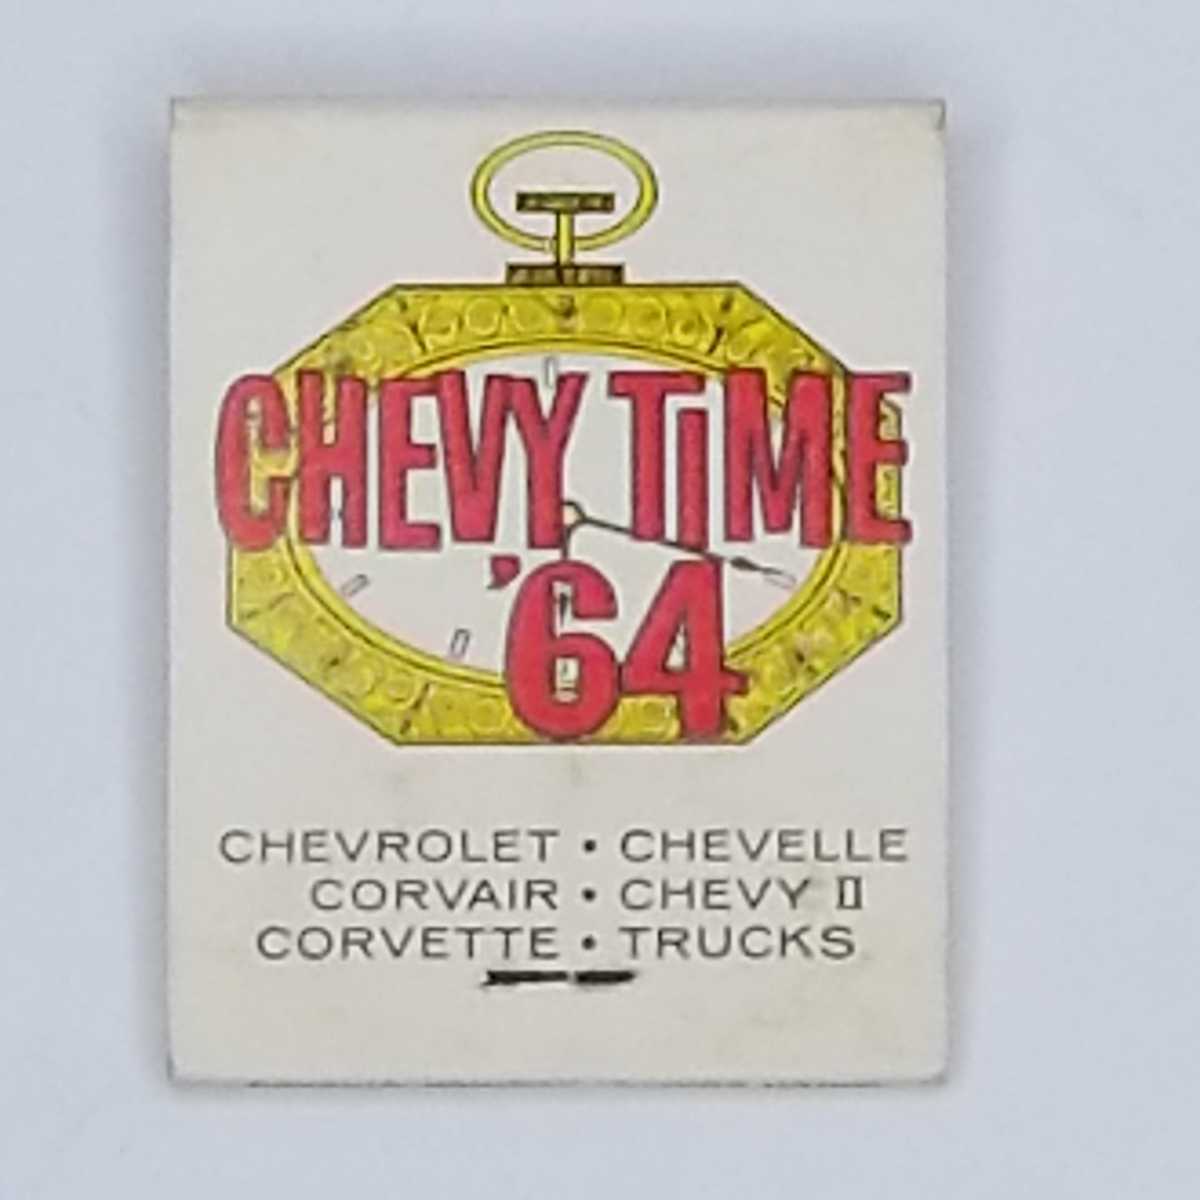 CHEVY TIME
'64
CHEVROLET • CHEVELLE
CORVAIR • CHEVY II
CORVETTE • TRUCKS